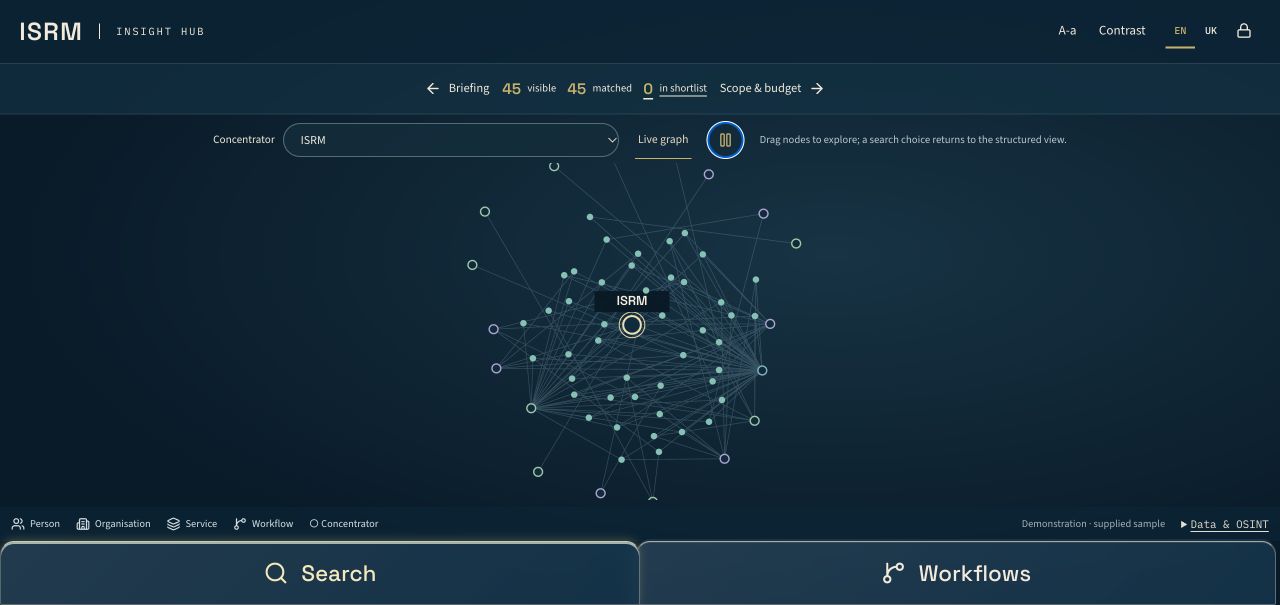 ISRM | INSIGHT HUB
A-a Contrast EN UK
Briefing 45 visible 45 matched 0 in shortlist Scope & budget
Concentrator ISRM Live graph Drag nodes to explore; a search choice returns to the structured view.
ISRM
Person Organisation Service Workflow Concentrator Demonstration · supplied sample Data & OSINT
Search Workflows